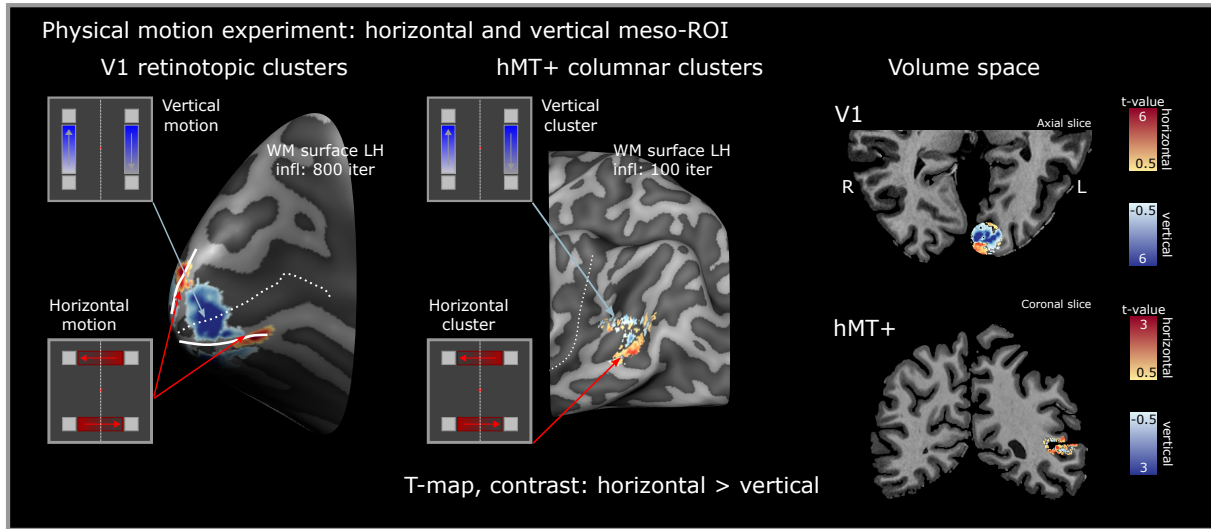 Physical motion experiment: horizontal and vertical meso-ROI
V1 retinotopic clusters
Vertical
motion
WM surface LH
infl: 800 iter
Horizontal
motion
hMT+ columnar clusters
Vertical
cluster
WM surface LH
infl: 100 iter
Horizontal
cluster
T-map, contrast: horizontal > vertical
Volume space
V1
Axial slice
R
L
t-value
6
0.5
horizontal
-0.5
6
vertical
Coronal slice
hMT+
t-value
3
0.5
horizontal
-0.5
3
vertical